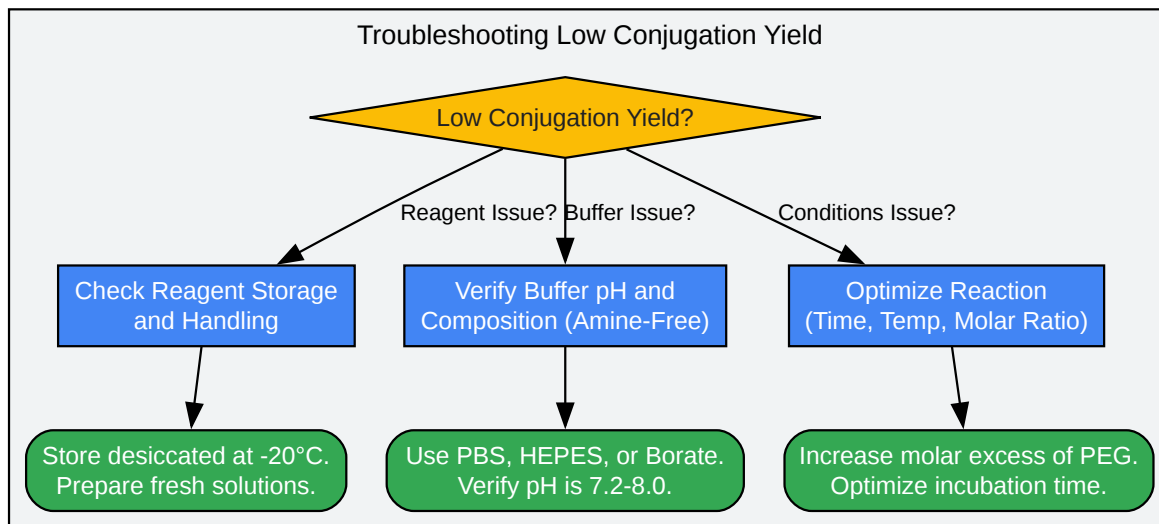 Troubleshooting Low Conjugation Yield
Low Conjugation Yield?
Reagent Issue?
Buffer Issue?
Conditions Issue?
Check Reagent Storage
and Handling
Verify Buffer pH and
Composition (Amine-Free)
Optimize Reaction
(Time, Temp, Molar Ratio)
Store desiccated at -20°C.
Prepare fresh solutions.
Use PBS, HEPES, or Borate.
Verify pH is 7.2-8.0.
Increase molar excess of PEG.
Optimize incubation time.